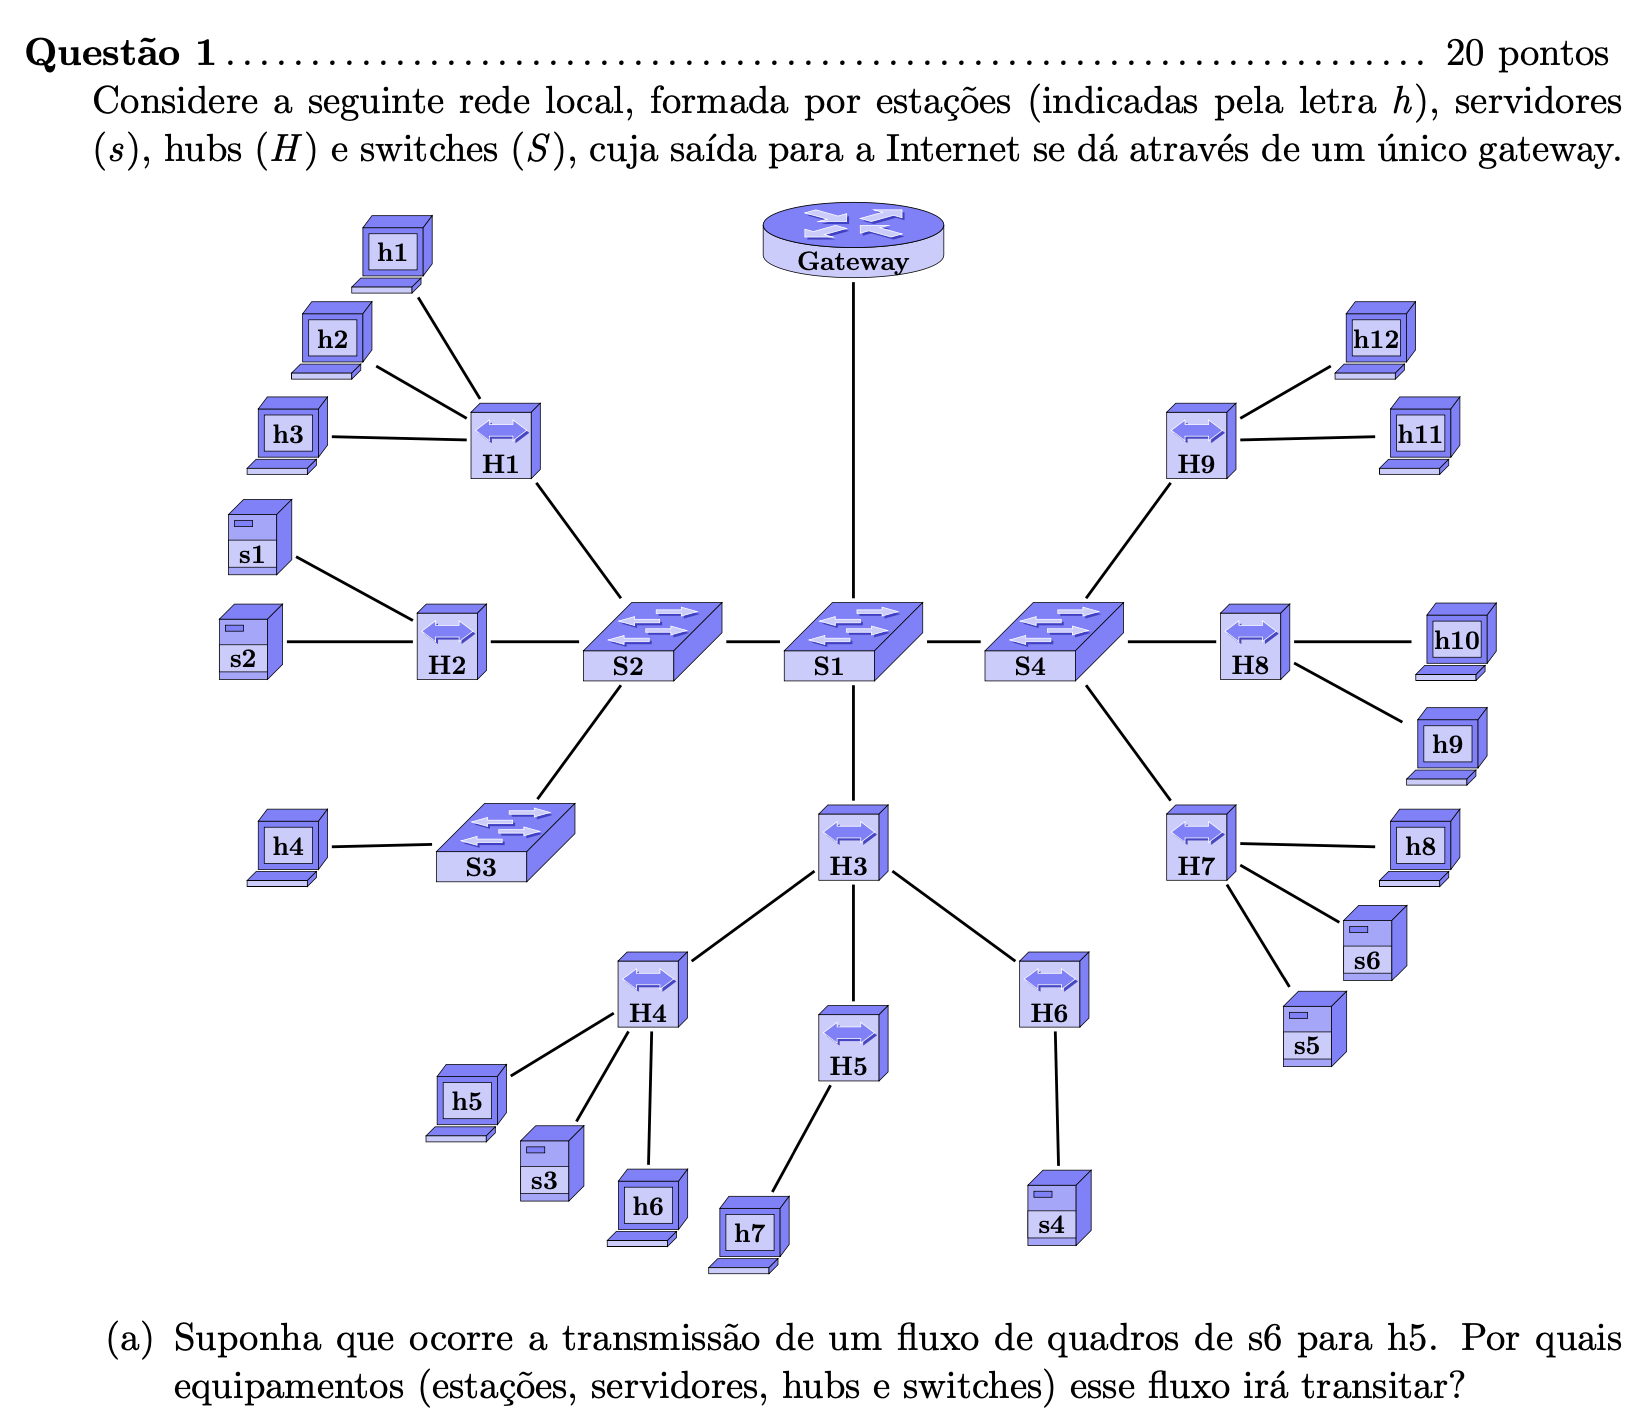 Questão 1 ........................................................................ 20 pontos
Considere a seguinte rede local, formada por estações (indicadas pela letra h), servidores
(s), hubs (H) e switches (S), cuja saída para a Internet se dá através de um único gateway.
h1
Gateway
h2
h12
h3
h11
H1
H9
s1
s2
H2
S2
S1
S4
H8
h10
h9
h4
S3
H3
H7
h8
s6
H4
H6
s5
H5
h5
s3
h6
h7
s4
(a) Suponha que ocorre a transmissão de um fluxo de quadros de s6 para h5. Por quais
equipamentos (estações, servidores, hubs e switches) esse fluxo irá transitar?